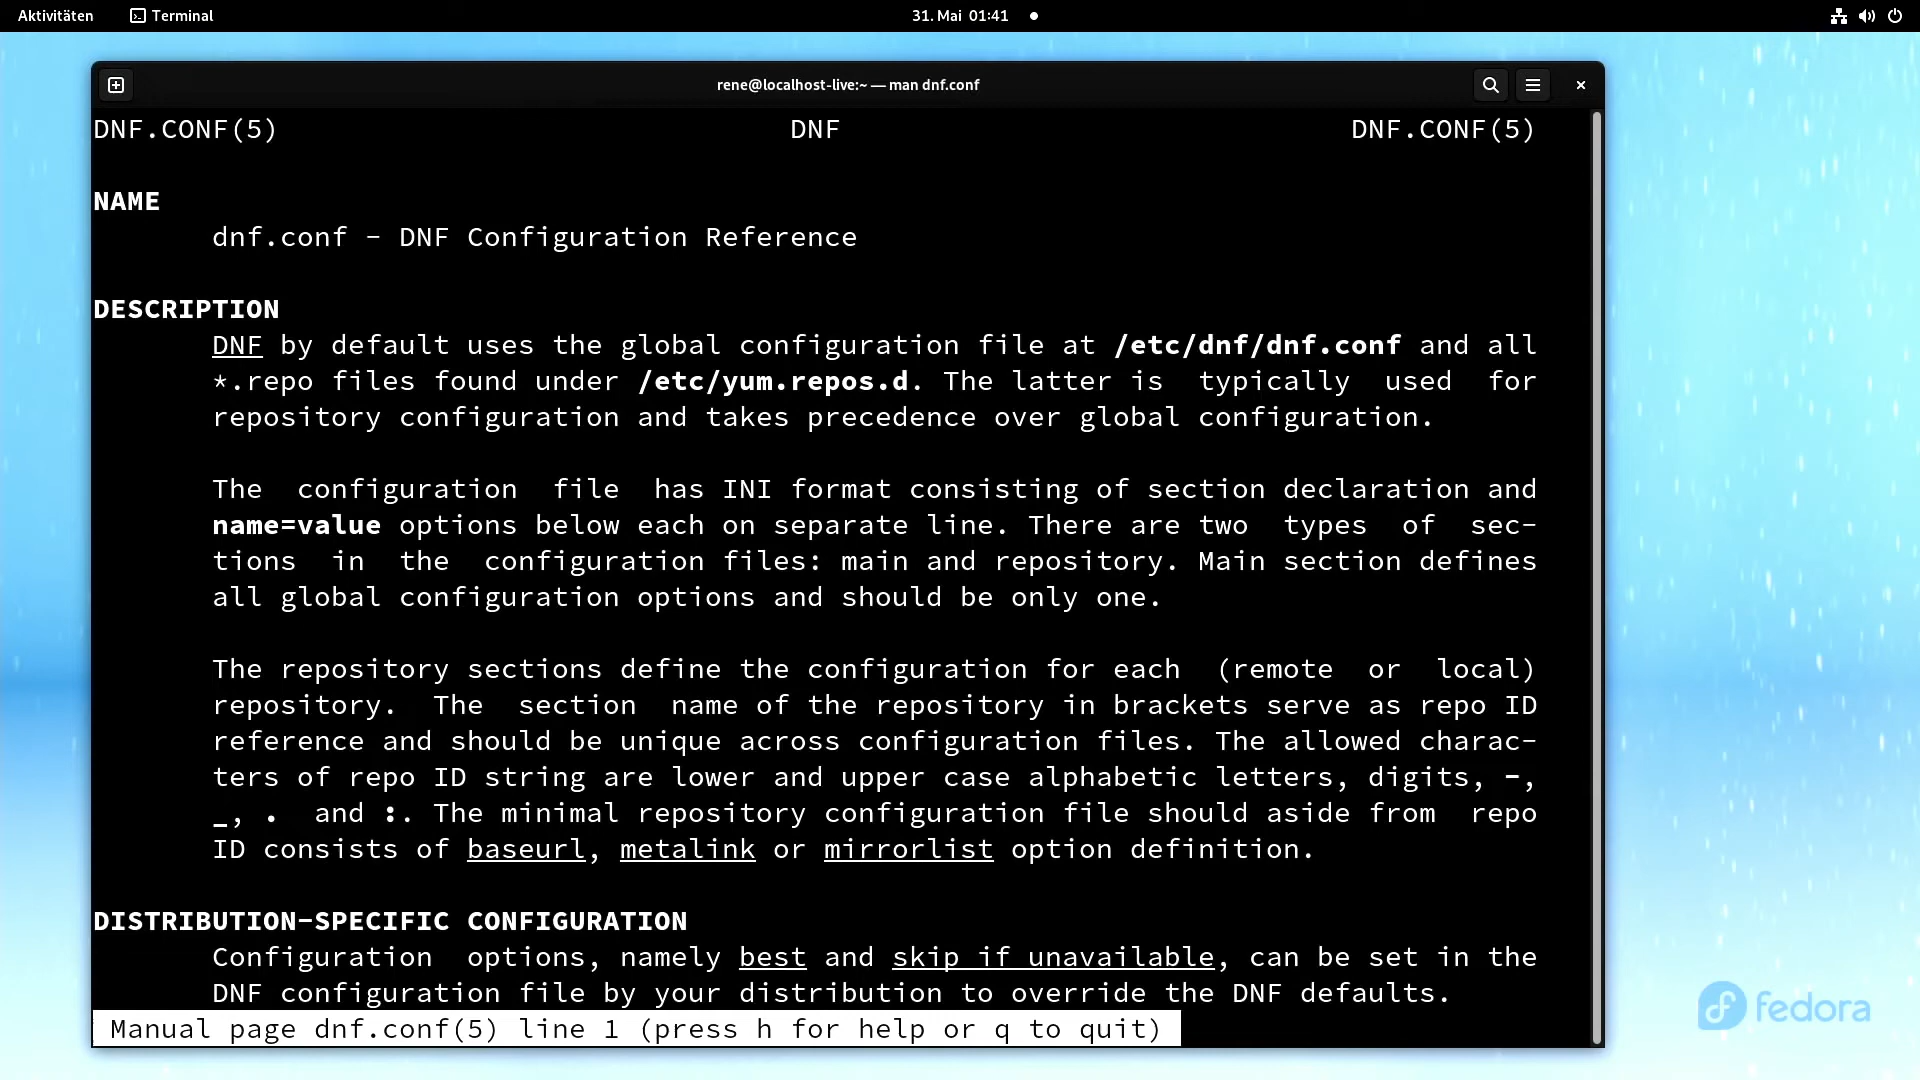 Aktivitäten Terminal 31. Mai 01:41
rene@localhost-live:~ — man dnf.conf
DNF.CONF(5) DNF DNF.CONF(5)
NAME
dnf.conf - DNF Configuration Reference
DESCRIPTION
DNF by default uses the global configuration file at /etc/dnf/dnf.conf and all
*.repo files found under /etc/yum.repos.d. The latter is typically used for
repository configuration and takes precedence over global configuration.
The configuration file has INI format consisting of section declaration and
name=value options below each on separate line. There are two types of sec-
tions in the configuration files: main and repository. Main section defines
all global configuration options and should be only one.
The repository sections define the configuration for each (remote or local)
repository. The section name of the repository in brackets serve as repo ID
reference and should be unique across configuration files. The allowed charac-
ters of repo ID string are lower and upper case alphabetic letters, digits, -,
_, . and :. The minimal repository configuration file should aside from repo
ID consists of baseurl, metalink or mirrorlist option definition.
DISTRIBUTION-SPECIFIC CONFIGURATION
Configuration options, namely best and skip_if_unavailable, can be set in the
DNF configuration file by your distribution to override the DNF defaults.
Manual page dnf.conf(5) line 1 (press h for help or q to quit)
fedora